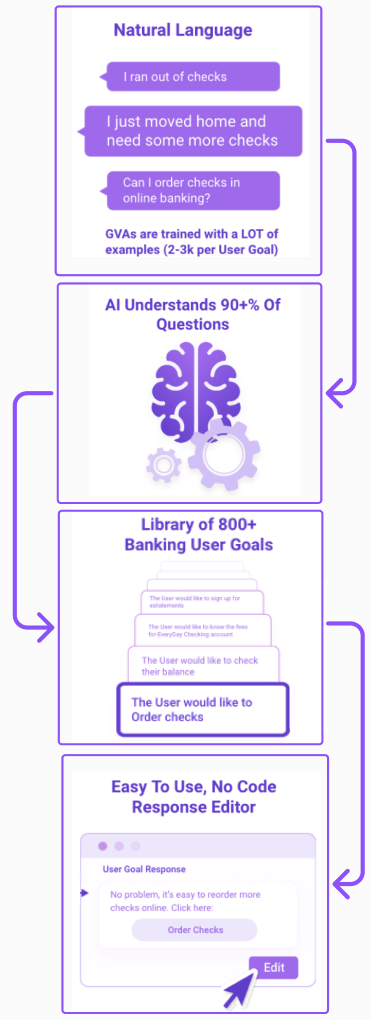 Natural Language
I ran out of checks
I just moved home and
need some more checks
Can I order checks in
online banking?
GVAs are trained with a LOT of
examples (2-3k per User Goal)
AI Understands 90+% Of
Questions
Library of 800+
Banking User Goals
The User would like to sign up for
estatements
The User would like to know the fees
for EveryDay Checking account
The User would like to check
their balance
The User would like to
Order checks
Easy To Use, No Code
Response Editor
User Goal Response
No problem, it's easy to reorder more
checks online. Click here:
Order Checks
Edit